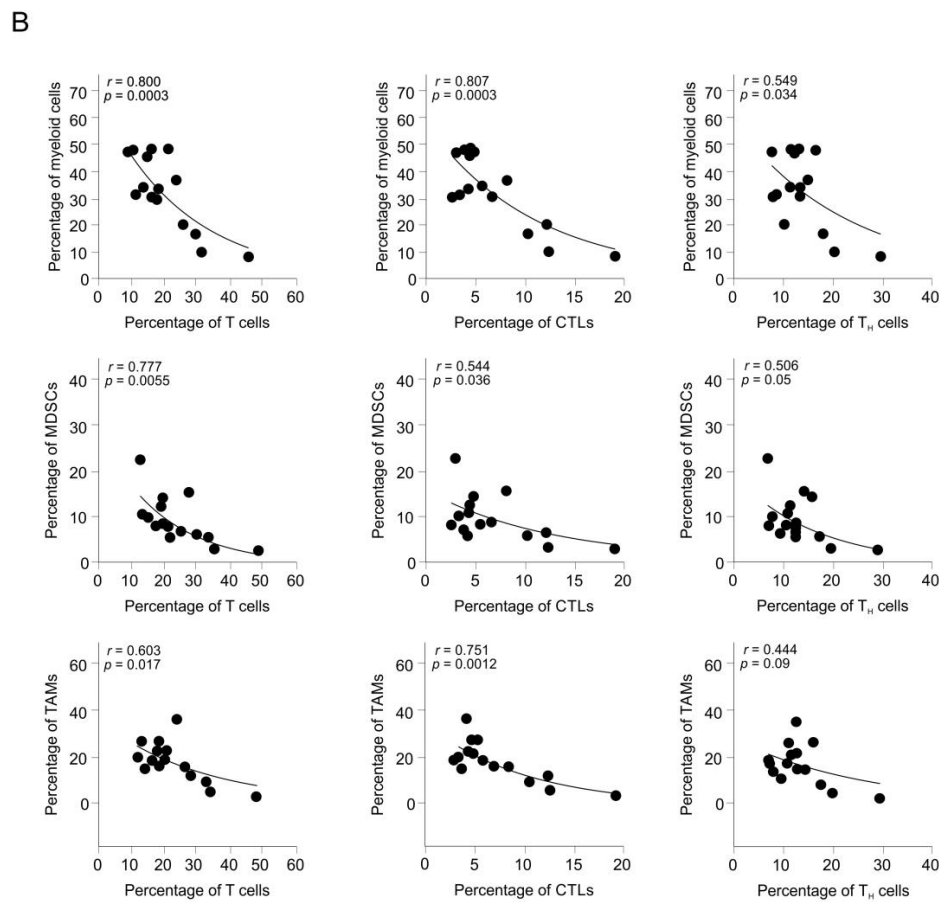 B
r = 0.800
p = 0.0003
Percentage of myeloid cells
70
60
50
40
30
20
10
0
0 10 20 30 40 50 60
Percentage of T cells
r = 0.807
p = 0.0003
Percentage of myeloid cells
70
60
50
40
30
20
10
0
0 5 10 15 20
Percentage of CTLs
r = 0.549
p = 0.034
Percentage of myeloid cells
70
60
50
40
30
20
10
0
0 10 20 30 40
Percentage of TH cells
r = 0.777
p = 0.0055
Percentage of MDSCs
40
30
20
10
0
0 10 20 30 40 50 60
Percentage of T cells
r = 0.544
p = 0.036
Percentage of MDSCs
40
30
20
10
0
0 5 10 15 20
Percentage of CTLs
r = 0.506
p = 0.05
Percentage of MDSCs
40
30
20
10
0
0 10 20 30 40
Percentage of TH cells
r = 0.603
p = 0.017
Percentage of TAMs
60
40
20
0
0 10 20 30 40 50 60
Percentage of T cells
r = 0.751
p = 0.0012
Percentage of TAMs
60
40
20
0
0 5 10 15 20
Percentage of CTLs
r = 0.444
p = 0.09
Percentage of TAMs
60
40
20
0
0 10 20 30 40
Percentage of TH cells